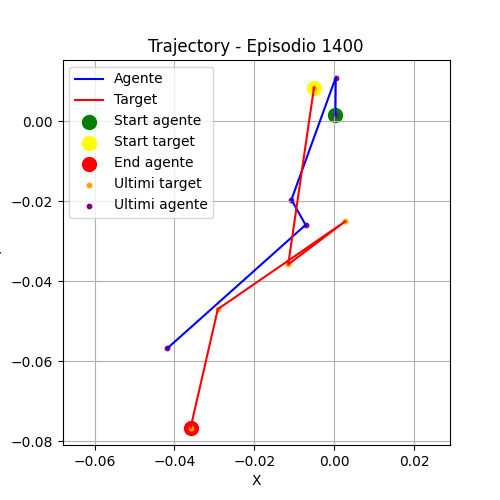 Trajectory - Episodio 1400
Agente
Target
Start agente
Start target
End agente
Ultimi target
Ultimi agente
0.00
−0.02
−0.04
−0.06
−0.08
−0.06
−0.04
−0.02
0.00
0.02
X